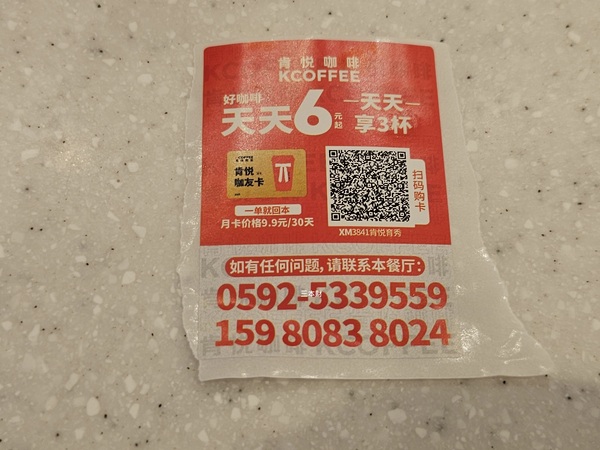 肯悦咖啡
KCOFFEE
好咖啡
天天6元起
天天
享3杯
肯悦
咖友卡
扫码购卡
一单就回本
月卡价格9.9元/30天
XM3841肯悦育秀
如有任何问题,请联系本餐厅:
0592-5339559
159 8083 8024